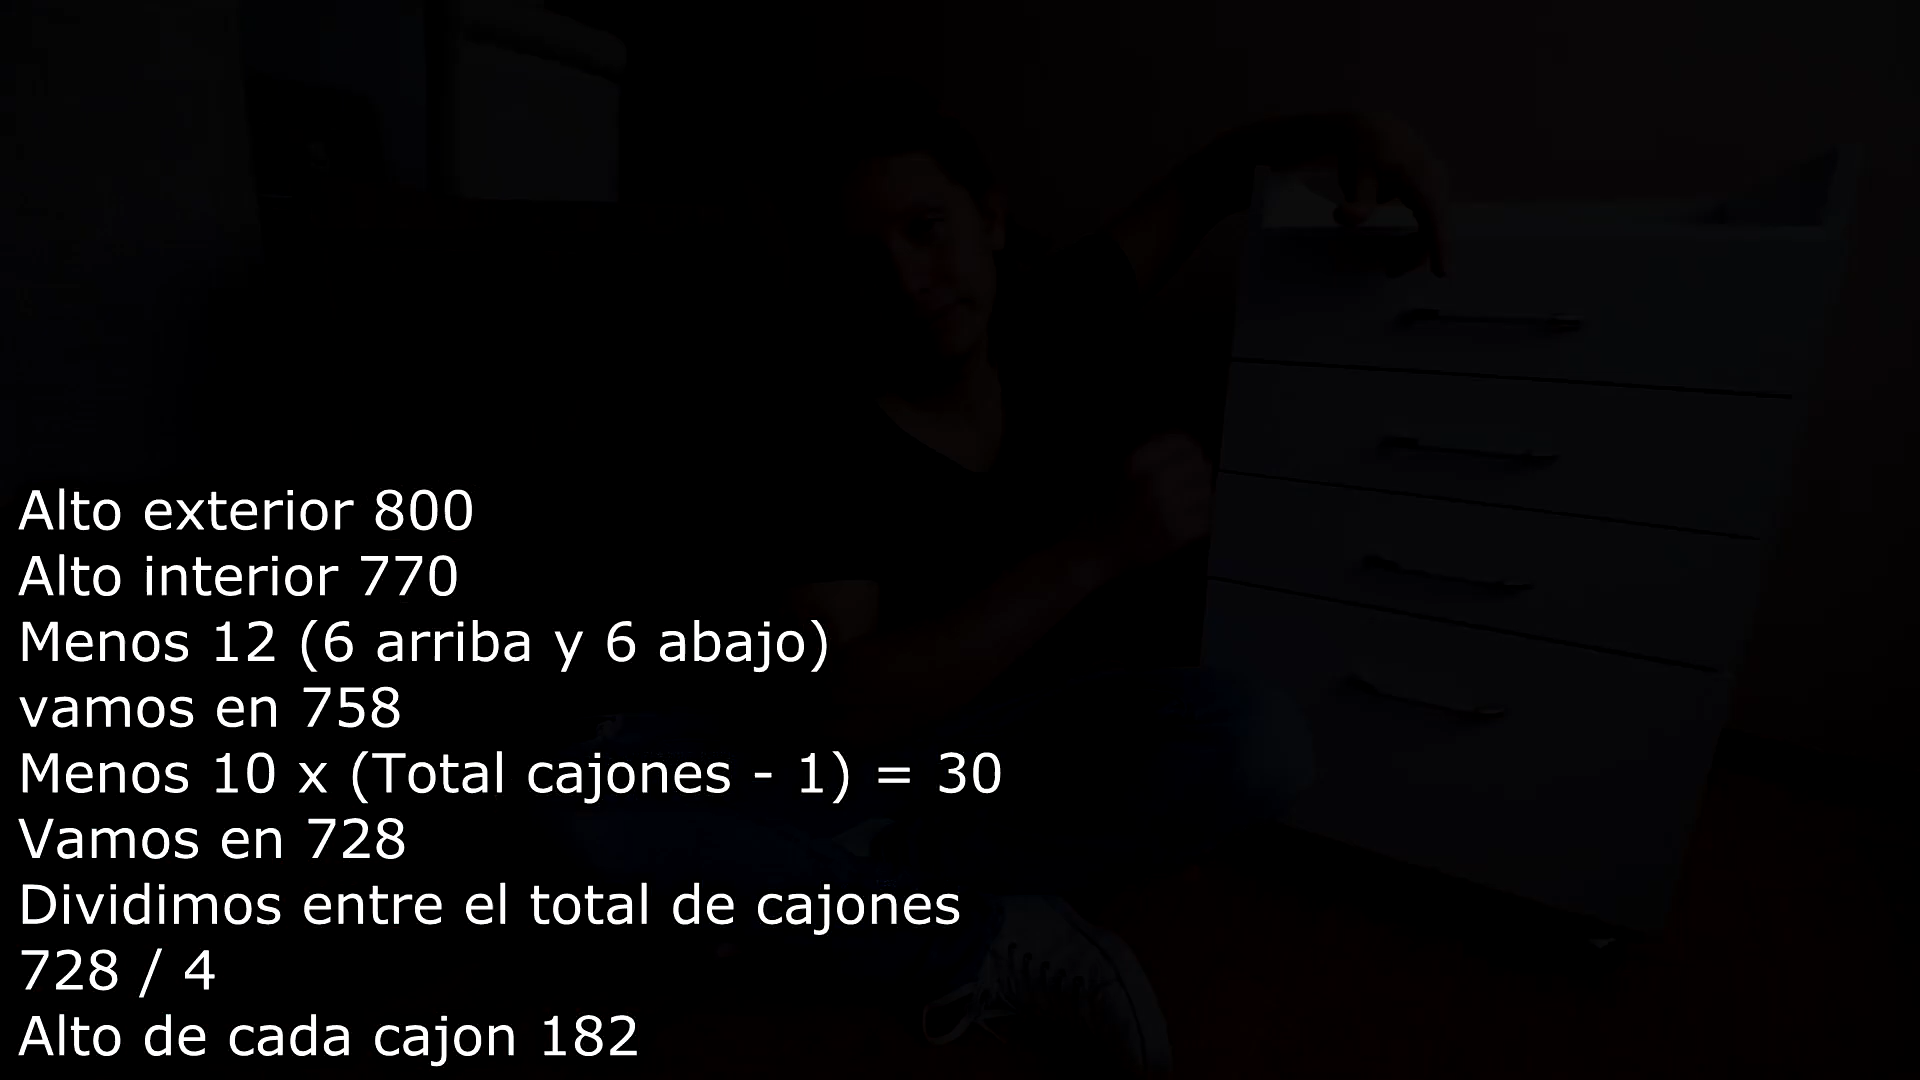 Alto exterior 800
Alto interior 770
Menos 12 (6 arriba y 6 abajo)
vamos en 758
Menos 10 x (Total cajones - 1) = 30
Vamos en 728
Dividimos entre el total de cajones
728 / 4
Alto de cada cajon 182